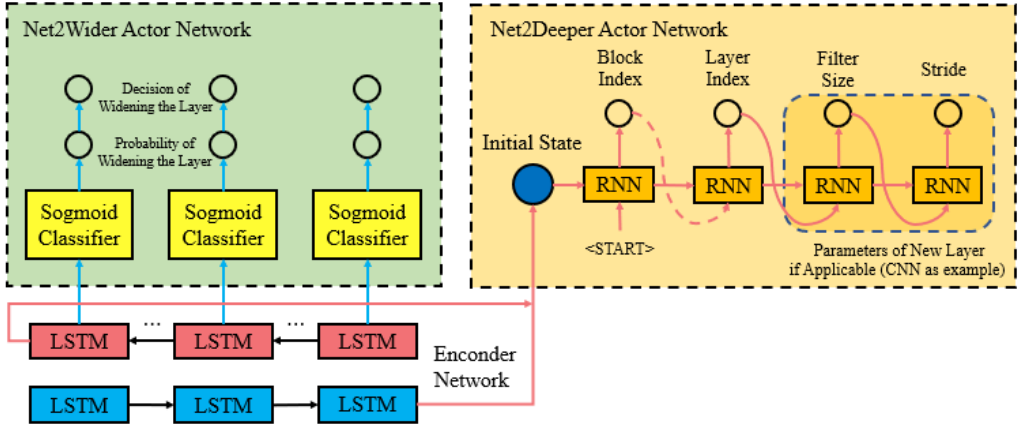 Net2Wider Actor Network
Decision of
Widening the Layer
Probability of
Widening the Layer
Sogmoid
Classifier
Sogmoid
Classifier
Sogmoid
Classifier
...
...
LSTM
LSTM
LSTM
LSTM
LSTM
LSTM
Enconder
Network
Net2Deeper Actor Network
Block
Index
Layer
Index
Filter
Size
Stride
Initial State
RNN
RNN
RNN
RNN
<START>
Parameters of New Layer
if Applicable (CNN as example)